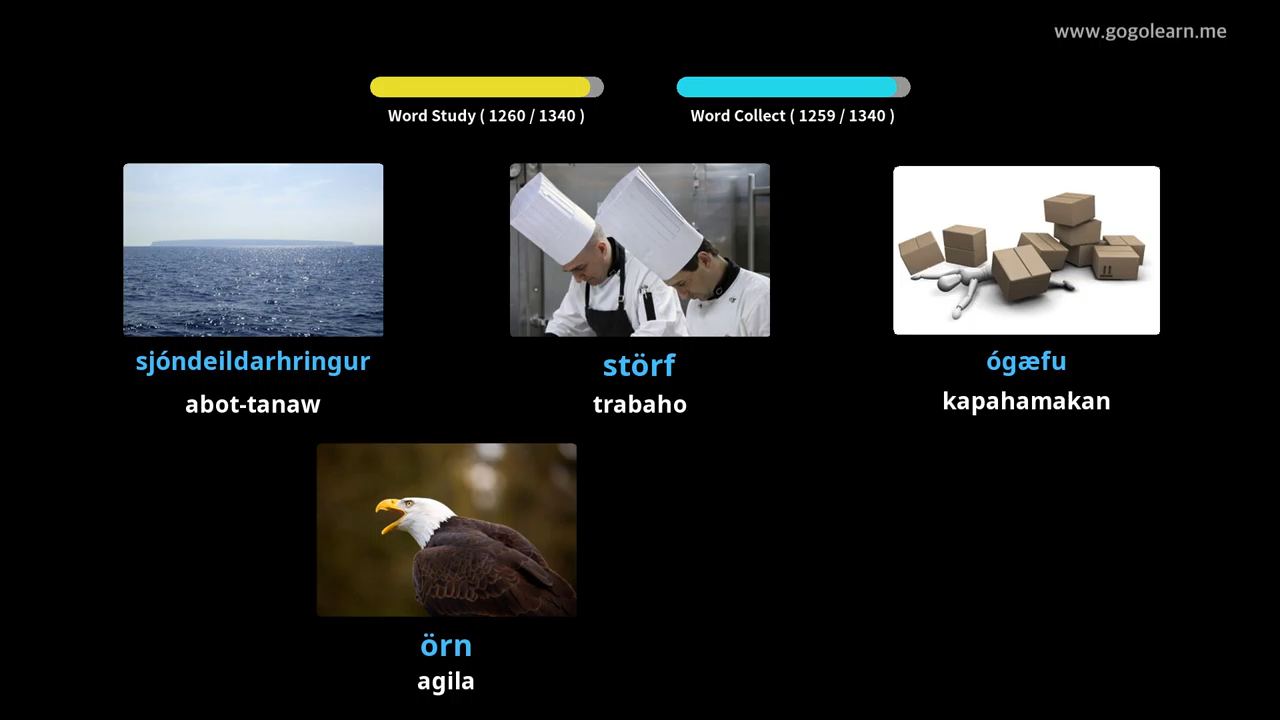 www.gogolearn.me
Word Study ( 1260 / 1340 )
Word Collect ( 1259 / 1340 )
sjóndeildarhringur
abot-tanaw
störf
trabaho
ógæfu
kapahamakan
örn
agila